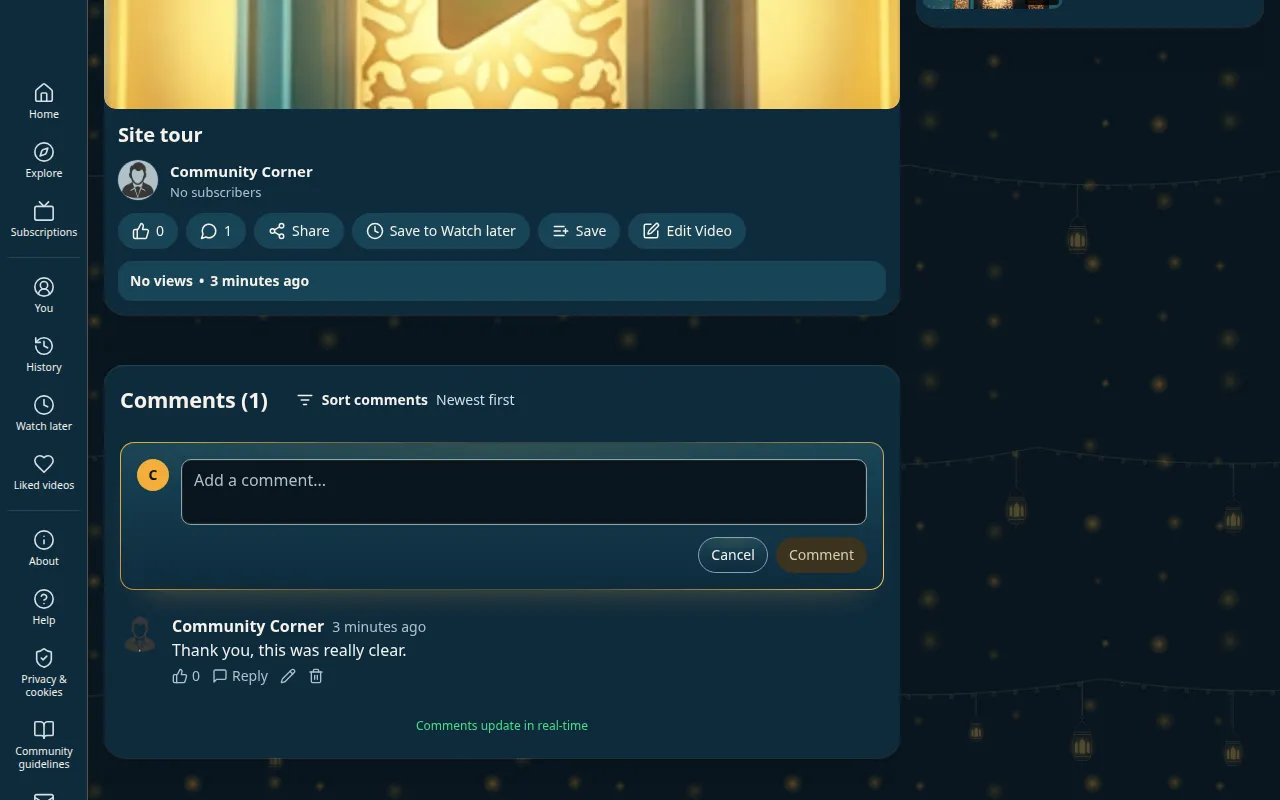 Home
Explore
Subscriptions
You
History
Watch later
Liked videos
About
Help
Privacy &
cookies
Community
guidelines
Site tour
Community Corner
No subscribers
0
1
Share
Save to Watch later
Save
Edit Video
No views • 3 minutes ago
Comments (1)
Sort comments Newest first
C
Add a comment...
Cancel
Comment
Community Corner 3 minutes ago
Thank you, this was really clear.
0 Reply
Comments update in real-time